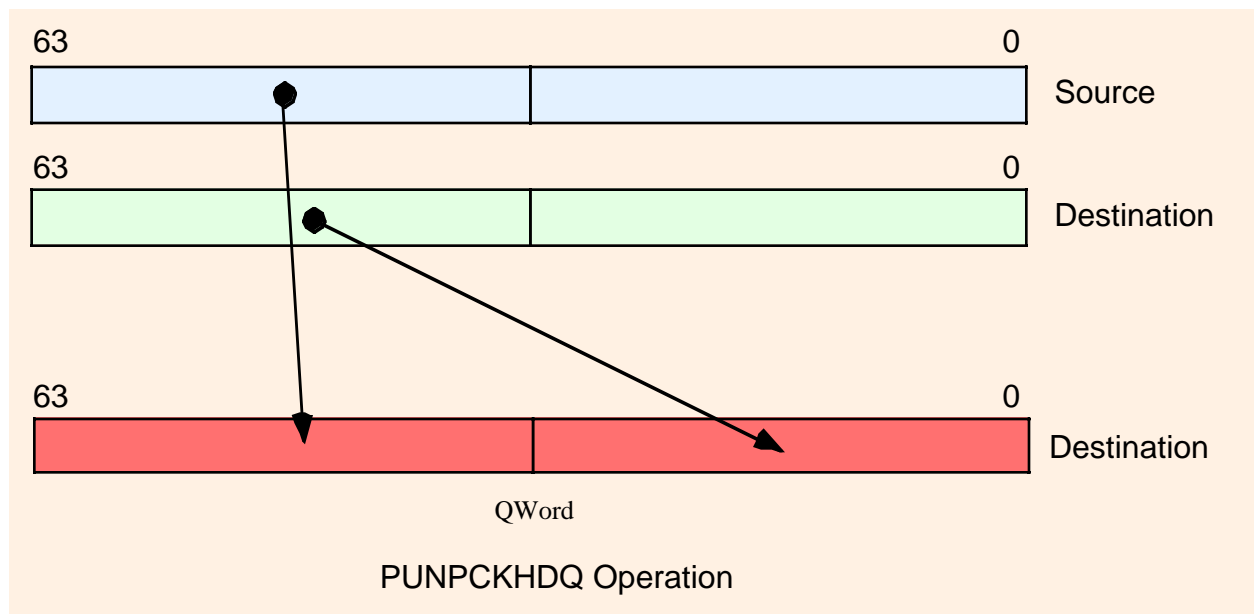 63 0
Source
63 0
Destination
63 0
Destination
QWord
PUNPCKHDQ Operation